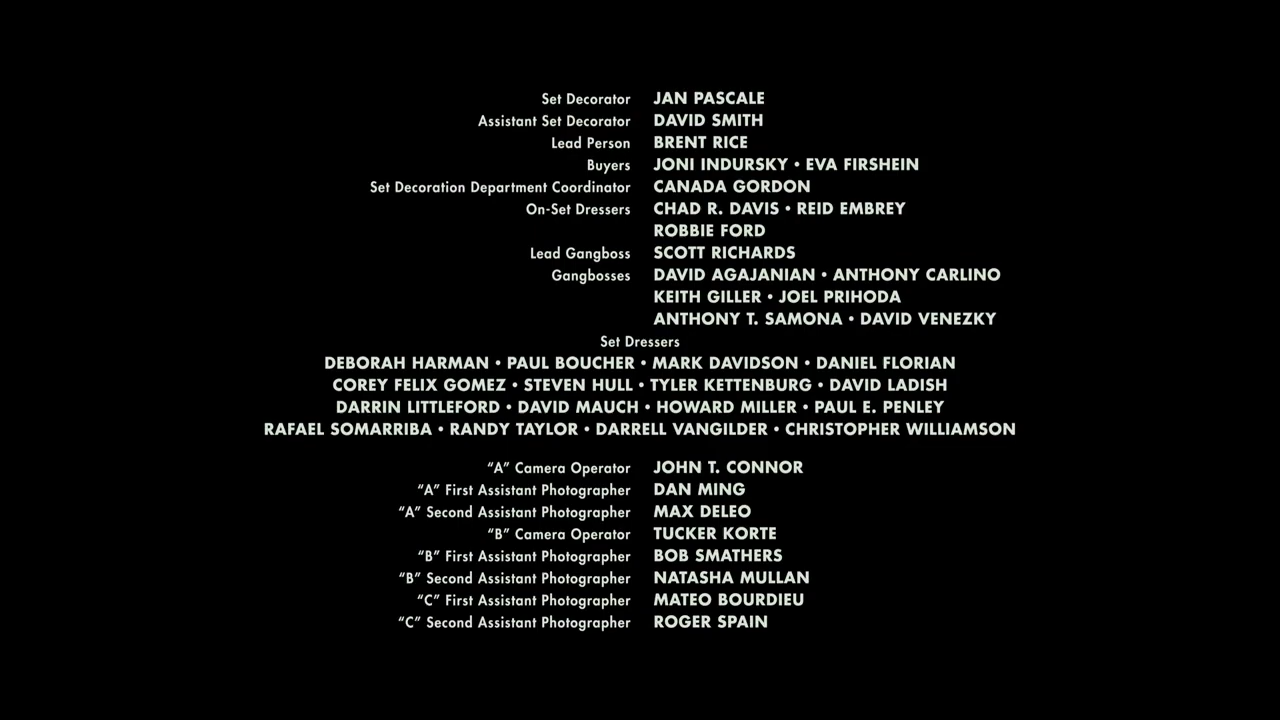 Set Decorator JAN PASCALE
Assistant Set Decorator DAVID SMITH
Lead Person BRENT RICE
Buyers JONI INDURSKY • EVA FIRSHEIN
Set Decoration Department Coordinator CANADA GORDON
On-Set Dressers CHAD R. DAVIS • REID EMBREY
ROBBIE FORD
Lead Gangboss SCOTT RICHARDS
Gangbosses DAVID AGAJANIAN • ANTHONY CARLINO
KEITH GILLER • JOEL PRIHODA
ANTHONY T. SAMONA • DAVID VENEZKY
Set Dressers
DEBORAH HARMAN • PAUL BOUCHER • MARK DAVIDSON • DANIEL FLORIAN
COREY FELIX GOMEZ • STEVEN HULL • TYLER KETTENBURG • DAVID LADISH
DARRIN LITTLEFORD • DAVID MAUCH • HOWARD MILLER • PAUL E. PENLEY
RAFAEL SOMARRIBA • RANDY TAYLOR • DARRELL VANGILDER • CHRISTOPHER WILLIAMSON
“A” Camera Operator JOHN T. CONNOR
“A” First Assistant Photographer DAN MING
“A” Second Assistant Photographer MAX DELEO
“B” Camera Operator TUCKER KORTE
“B” First Assistant Photographer BOB SMATHERS
“B” Second Assistant Photographer NATASHA MULLAN
“C” First Assistant Photographer MATEO BOURDIEU
“C” Second Assistant Photographer ROGER SPAIN